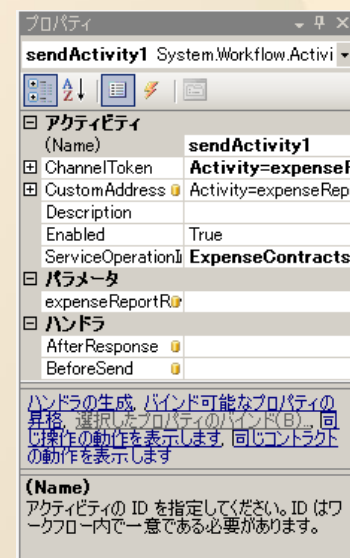 プロパティ
sendActivity1 System.Workflow.Activi
アクティビティ
(Name) sendActivity1
ChannelToken Activity=expenseR
CustomAddress Activity=expenseRep
Description
Enabled True
ServiceOperationI ExpenseContracts
パラメータ
expenseReportR
ハンドラ
AfterResponse
BeforeSend
ハンドラの生成, バインド可能なプロパティの
昇格, 選択したプロパティのバインド(B)..., 同
じ操作の動作を表示します, 同じコントラクト
の動作を表示します
(Name)
アクティビティの ID を指定してください。ID はワ
ークフロー内で一意である必要があります。